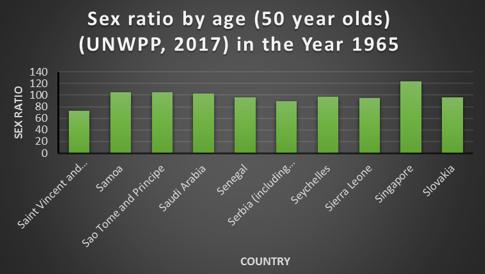 Sex ratio by age (50 year olds)
(UNWPP, 2017) in the Year 1965
140
120
100
80
60
40
20
0
SEX RATIO
Saint Vincent and...
Samoa
Sao Tome and Principe
Saudi Arabia
Senegal
Serbia (including...
Seychelles
Sierra Leone
Singapore
Slovakia
COUNTRY